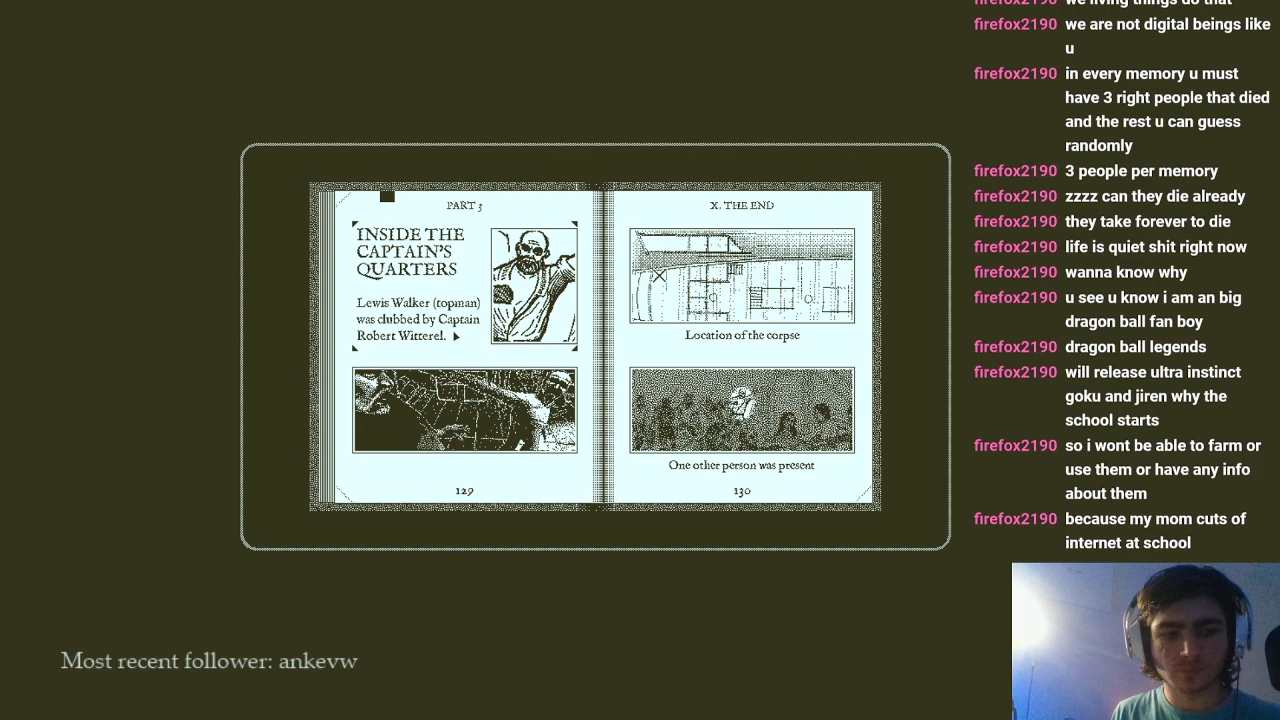 PART 3
INSIDE THE
CAPTAIN'S
QUARTERS
Lewis Walker (topman)
was clubbed by Captain
Robert Witterel.
129
X. THE END
Location of the corpse
One other person was present
130
Most recent follower: ankevw
firefox2190 we living things do that
firefox2190 we are not digital beings like
u
firefox2190 in every memory u must
have 3 right people that died
and the rest u can guess
randomly
firefox2190 3 people per memory
firefox2190 zzzz can they die already
firefox2190 they take forever to die
firefox2190 life is quiet shit right now
firefox2190 wanna know why
firefox2190 u see u know i am an big
dragon ball fan boy
firefox2190 dragon ball legends
firefox2190 will release ultra instinct
goku and jiren why the
school starts
firefox2190 so i wont be able to farm or
use them or have any info
about them
firefox2190 because my mom cuts of
internet at school